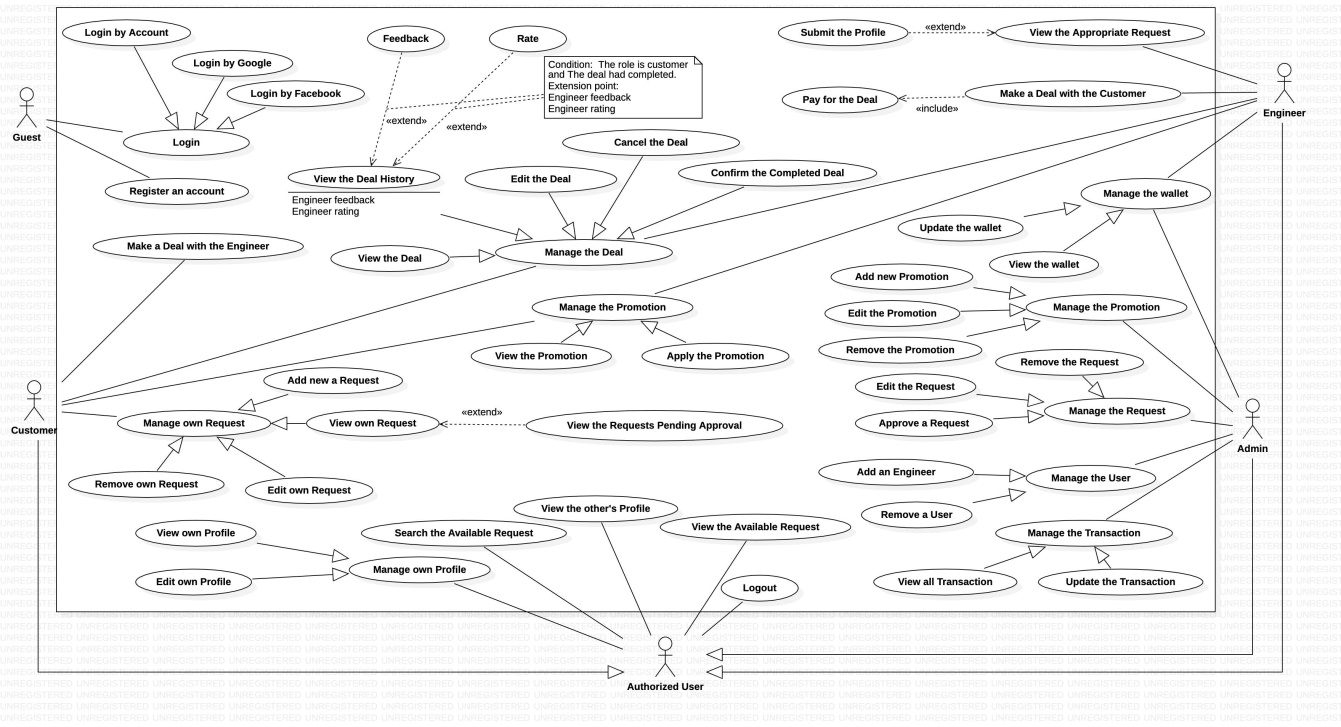 UNREGISTERED
Login by Account
Feedback
Rate
Submit the Profile
«extend»
View the Appropriate Request
Login by Google
Condition: The role is customer
and The deal had completed.
Extension point:
Engineer feedback
Engineer rating
Login by Facebook
Pay for the Deal
«include»
Make a Deal with the Customer
Engineer
Guest
Login
«extend»
«extend»
Cancel the Deal
View the Deal History
Engineer feedback
Engineer rating
Edit the Deal
Confirm the Completed Deal
Register an account
Manage the wallet
Update the wallet
Make a Deal with the Engineer
View the Deal
Manage the Deal
View the wallet
Add new Promotion
Manage the Promotion
Edit the Promotion
Manage the Promotion
View the Promotion
Apply the Promotion
Remove the Promotion
Remove the Request
Add new a Request
Edit the Request
Customer
Manage own Request
View own Request
«extend»
View the Requests Pending Approval
Approve a Request
Manage the Request
Admin
Remove own Request
Edit own Request
Add an Engineer
Manage the User
View the other's Profile
Remove a User
View own Profile
Search the Available Request
View the Available Request
Manage the Transaction
Edit own Profile
Manage own Profile
Logout
View all Transaction
Update the Transaction
Authorized User